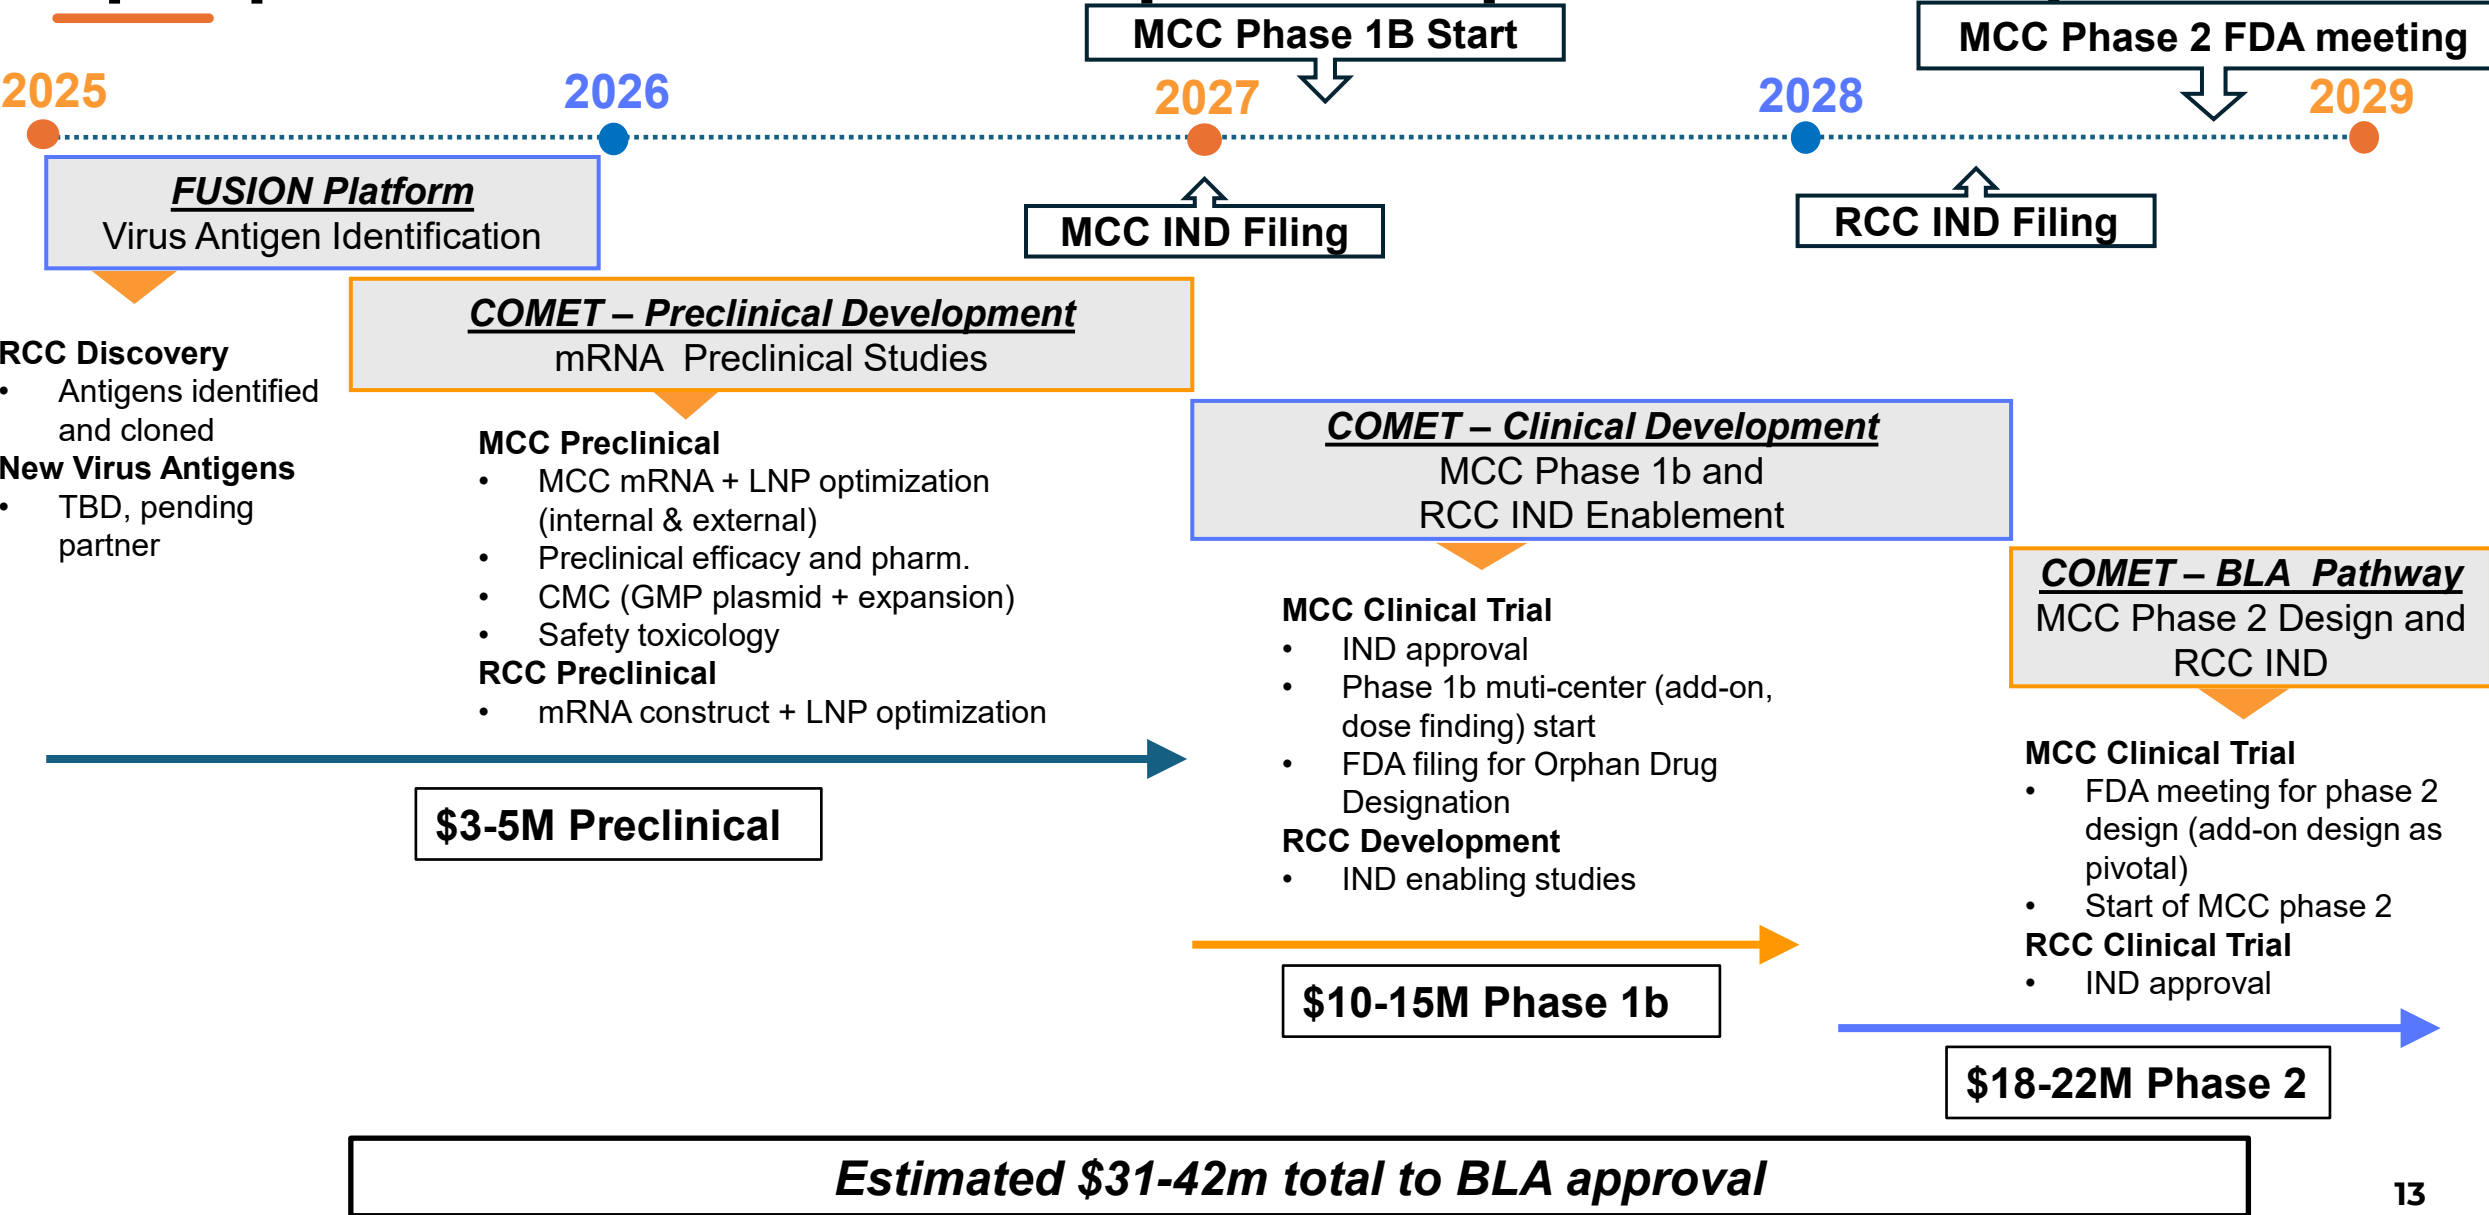 MCC Phase 1B Start
MCC Phase 2 FDA meeting
2025
2026
2027
2028
2029
FUSION Platform
Virus Antigen Identification
MCC IND Filing
RCC IND Filing
COMET – Preclinical Development
mRNA  Preclinical Studies
RCC Discovery
• Antigens identified
and cloned
New Virus Antigens
• TBD, pending
partner
MCC Preclinical
• MCC mRNA + LNP optimization
(internal & external)
• Preclinical efficacy and pharm.
• CMC (GMP plasmid + expansion)
• Safety toxicology
RCC Preclinical
• mRNA construct + LNP optimization
$3-5M Preclinical
COMET – Clinical Development
MCC Phase 1b and
RCC IND Enablement
MCC Clinical Trial
• IND approval
• Phase 1b muti-center (add-on,
dose finding) start
• FDA filing for Orphan Drug
Designation
RCC Development
• IND enabling studies
$10-15M Phase 1b
COMET – BLA  Pathway
MCC Phase 2 Design and
RCC IND
MCC Clinical Trial
• FDA meeting for phase 2
design (add-on design as
pivotal)
• Start of MCC phase 2
RCC Clinical Trial
• IND approval
$18-22M Phase 2
Estimated $31-42m total to BLA approval
13